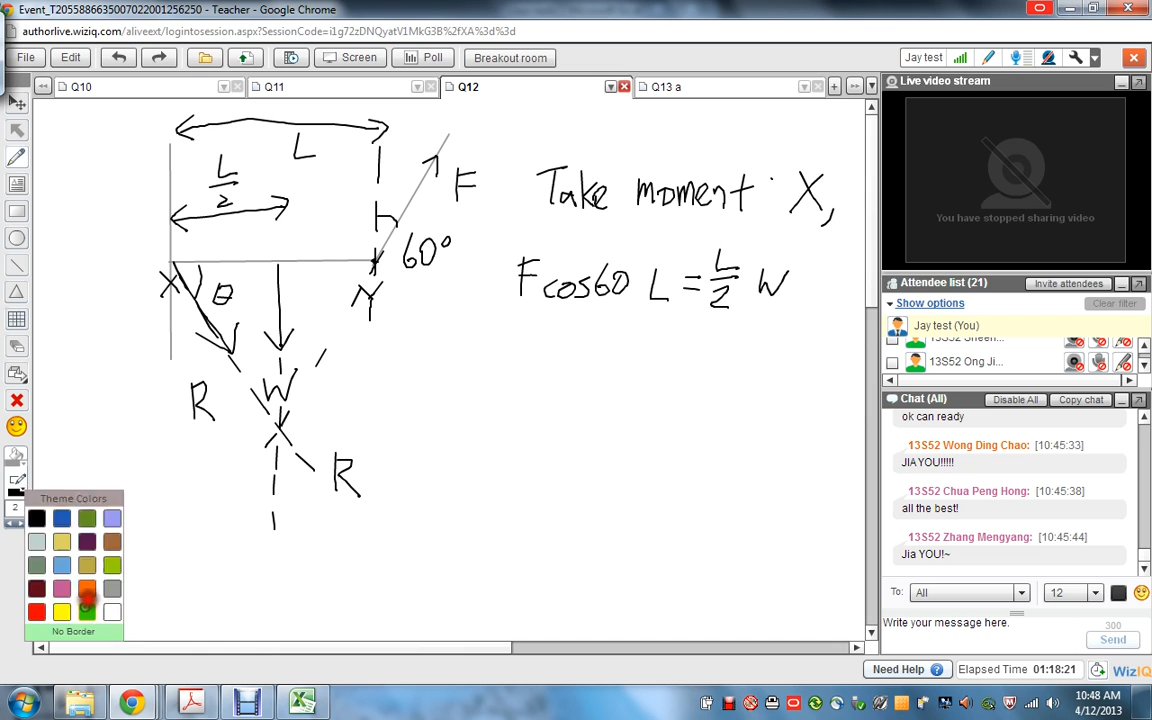 Event_T20558866350070220012​56250 - Teacher - Google Chrome
authorlive.wiziq.com/aliveext/logintosession.aspx?SessionCode=i1g72zDNQyatV1MkG3B%2fXA%3d%3d
File Edit Screen Poll Breakout room Jay test
Q10 Q11 Q12 Q13 a
Live video stream
You have stopped sharing video
L
L/2
F
60°
X
θ
Y
W
R
R
Take moment X,
F cos60 L = L/2 W
Attendee list (21) Invite attendees
Show options Clear filter
Jay test (You)
13S52 Sheen
13S52 Ong Ji...
Chat (All) Disable All Copy chat
ok can ready
13S52 Wong Ding Chao: [10:45:33]
JIA YOU!!!!!
13S52 Chua Peng Hong: [10:45:38]
all the best!
13S52 Zhang Mengyang: [10:45:44]
Jia YOU!~
To: All 12
Write your message here. 300
Send
2
Theme Colors
No Border
Need Help ? Elapsed Time 01:18:21 WizIQ
10:48 AM
4/12/2013